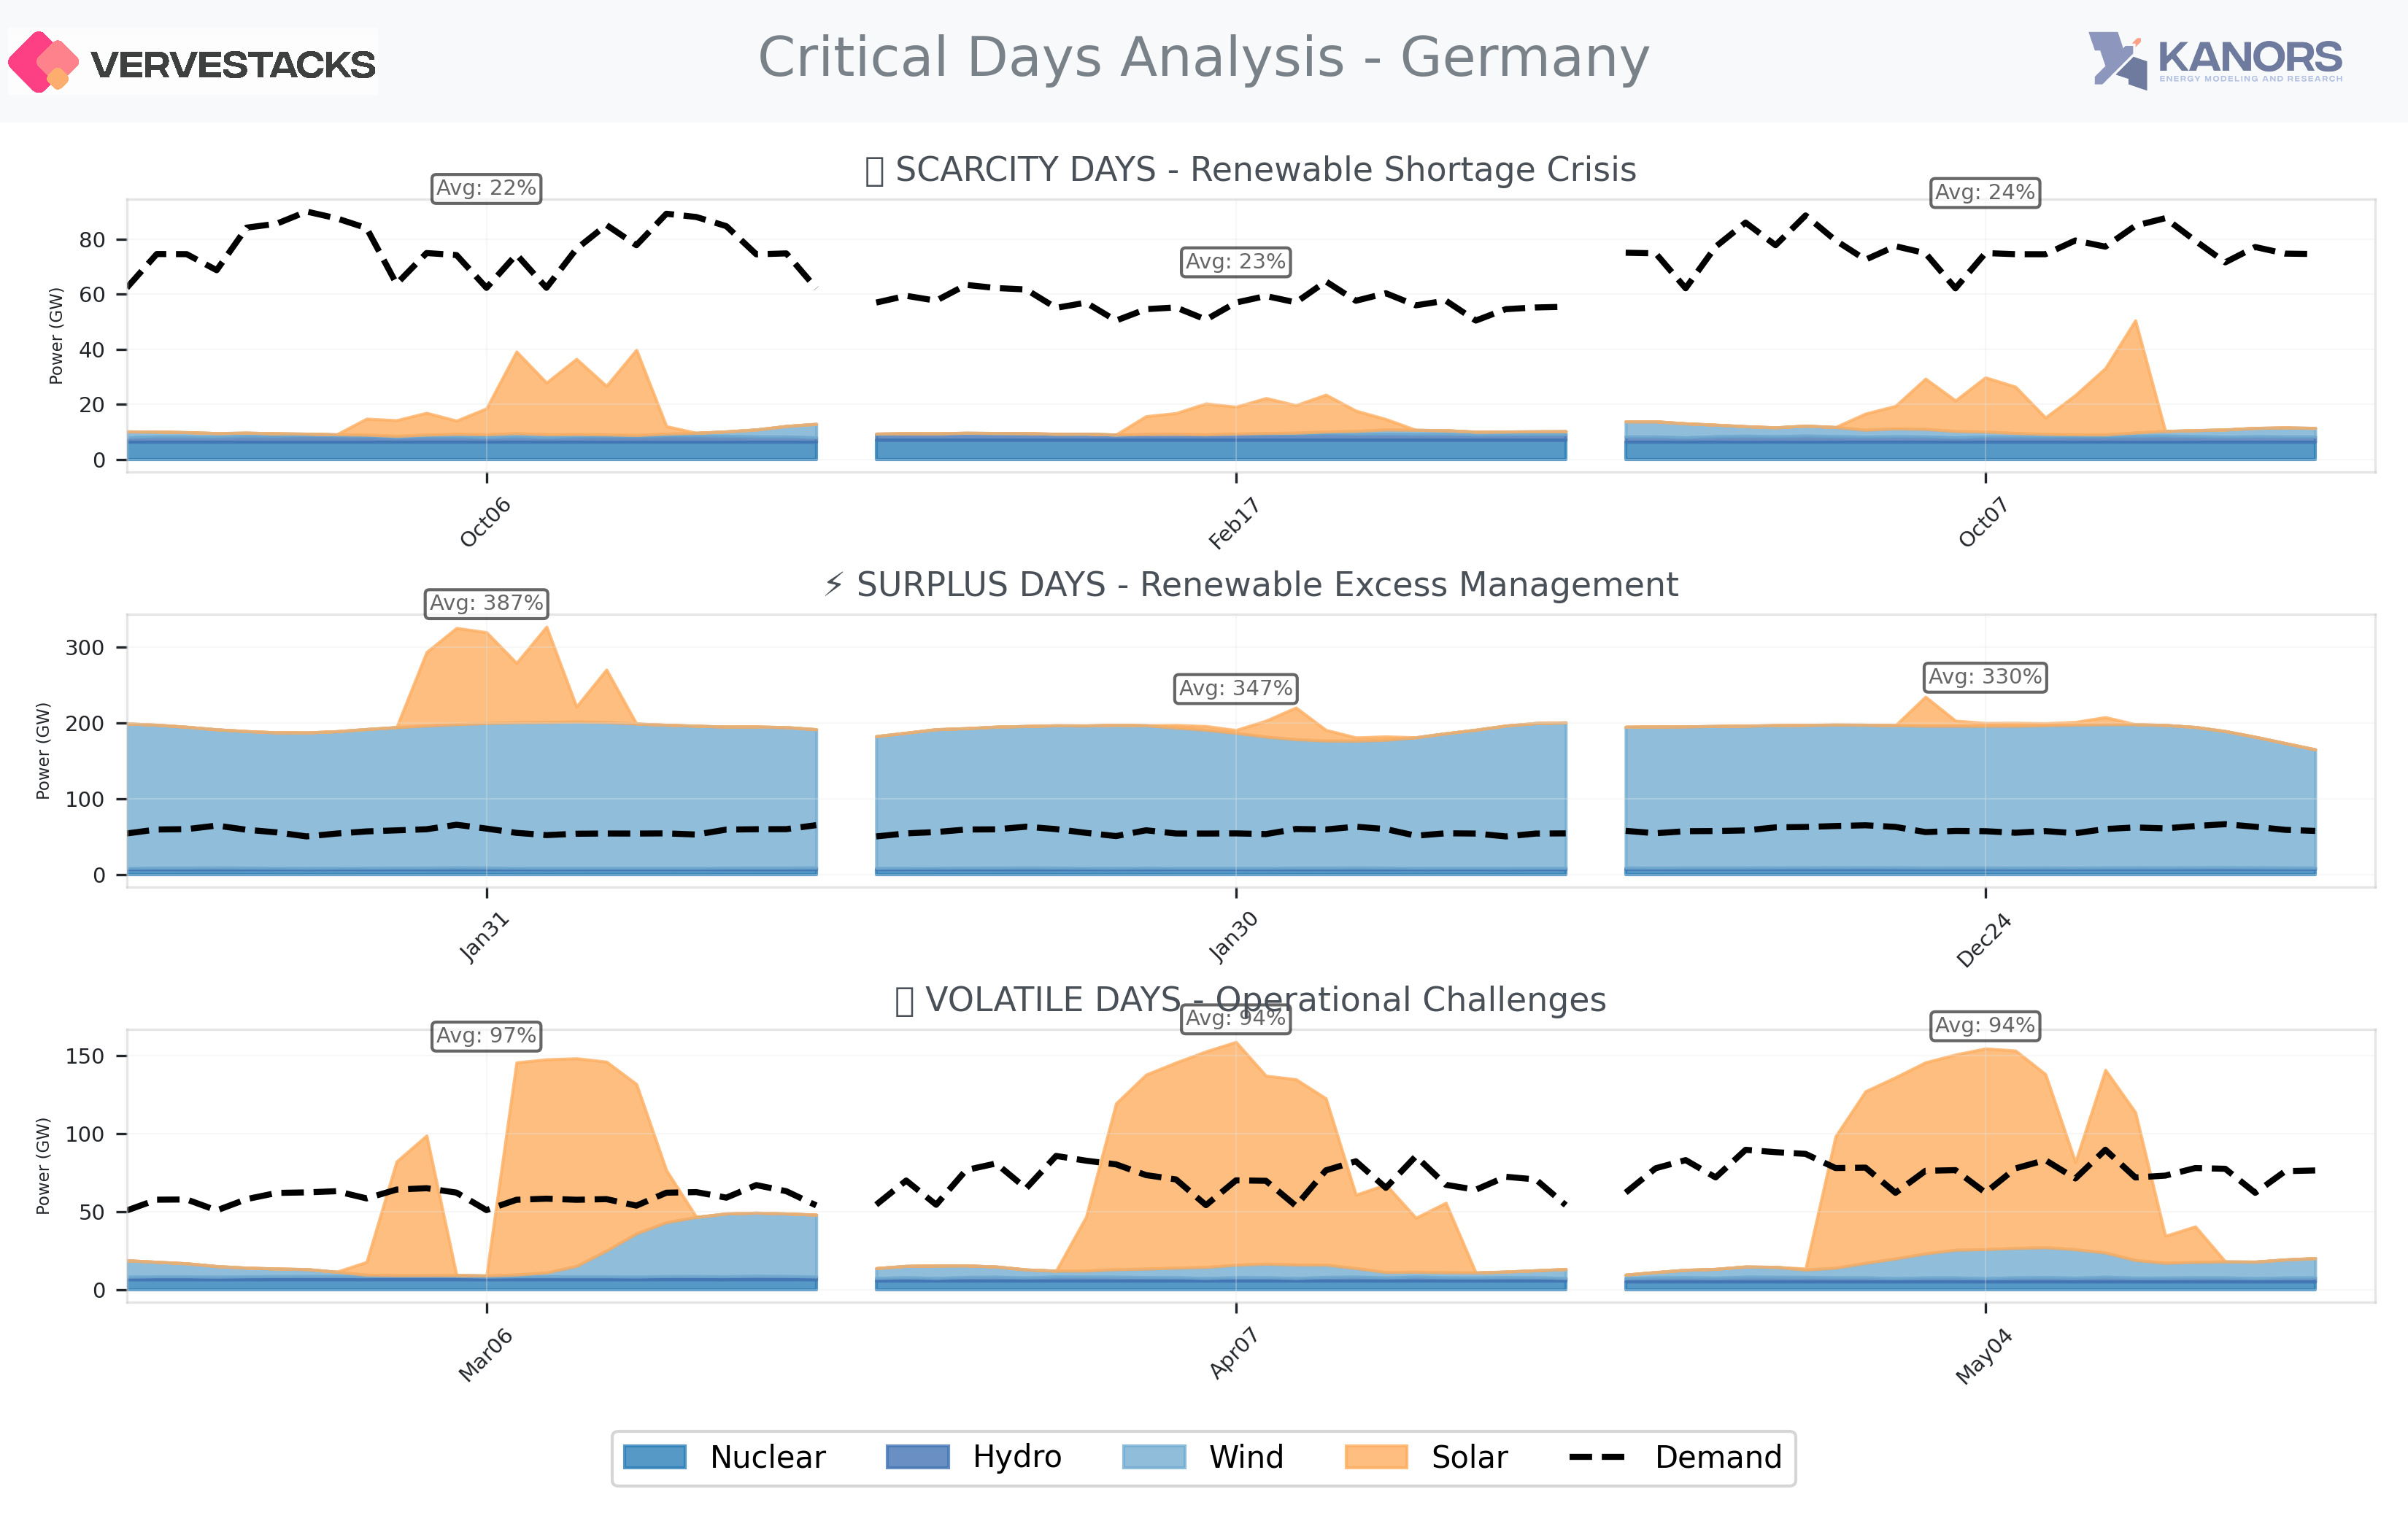 VERVESTACKS
Critical Days Analysis - Germany
KANORS
ENERGY MODELING AND RESEARCH
SCARCITY DAYS - Renewable Shortage Crisis
Avg: 22%
Avg: 23%
Avg: 24%
Power (GW)
80
60
40
20
0
Oct06
Feb17
Oct07
⚡ SURPLUS DAYS - Renewable Excess Management
Avg: 387%
Avg: 347%
Avg: 330%
Power (GW)
300
200
100
0
Jan31
Jan30
Dec24
VOLATILE DAYS - Operational Challenges
Avg: 97%
Avg: 94%
Avg: 94%
Power (GW)
150
100
50
0
Mar06
Apr07
May04
Nuclear Hydro Wind Solar Demand